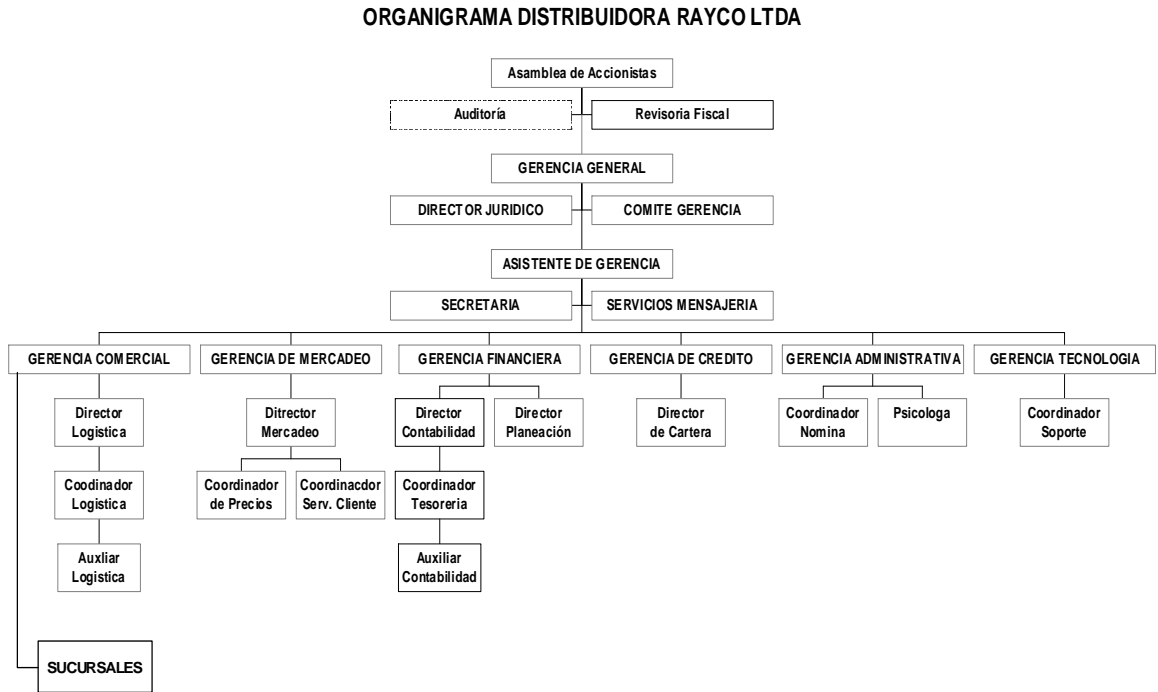 ORGANIGRAMA DISTRIBUIDORA RAYCO LTDA
Asamblea de Accionistas
Auditoría
Revisoria Fiscal
GERENCIA GENERAL
DIRECTOR JURIDICO
COMITE GERENCIA
ASISTENTE DE GERENCIA
SECRETARIA
SERVICIOS MENSAJERIA
GERENCIA COMERCIAL
GERENCIA DE MERCADEO
GERENCIA FINANCIERA
GERENCIA DE CREDITO
GERENCIA ADMINISTRATIVA
GERENCIA TECNOLOGIA
Director
Logistica
Ditrector
Mercadeo
Director
Contabilidad
Director
Planeación
Director
de Cartera
Coordinador
Nomina
Psicologa
Coordinador
Soporte
Coodinador
Logistica
Coordinador
de Precios
Coordinacdor
Serv. Cliente
Coordinador
Tesoreria
Auxliar
Logistica
Auxiliar
Contabilidad
SUCURSALES